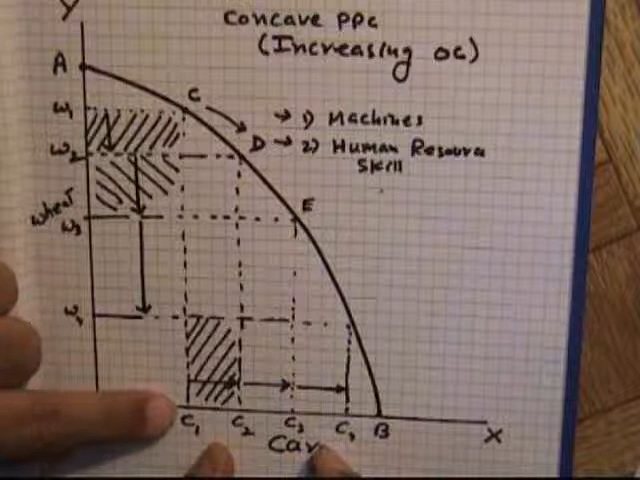 Y
Concave PPC
(Increasing OC)
A
W1
C
→ 1) Machines
W2
D → 2) Human Resource
Skill
wheat
E
W3
W4
C1 C2 C3 C4 B
X
Car